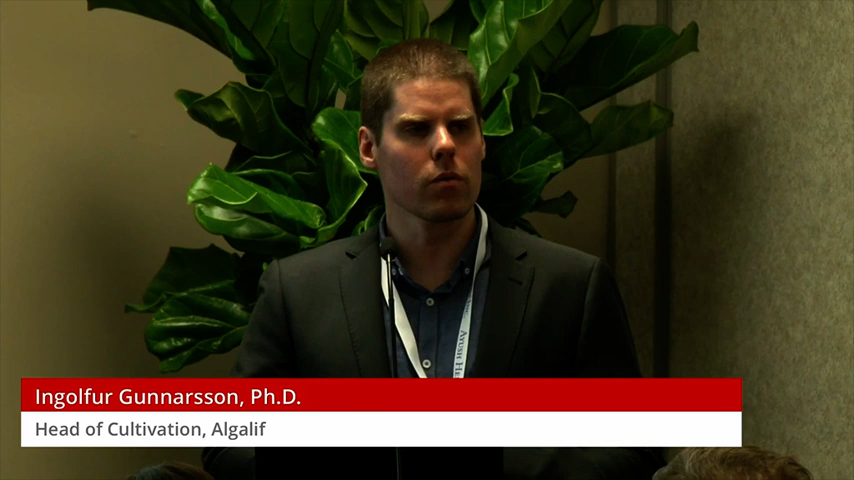 Ingolfur Gunnarsson, Ph.D.
Head of Cultivation, Algalif